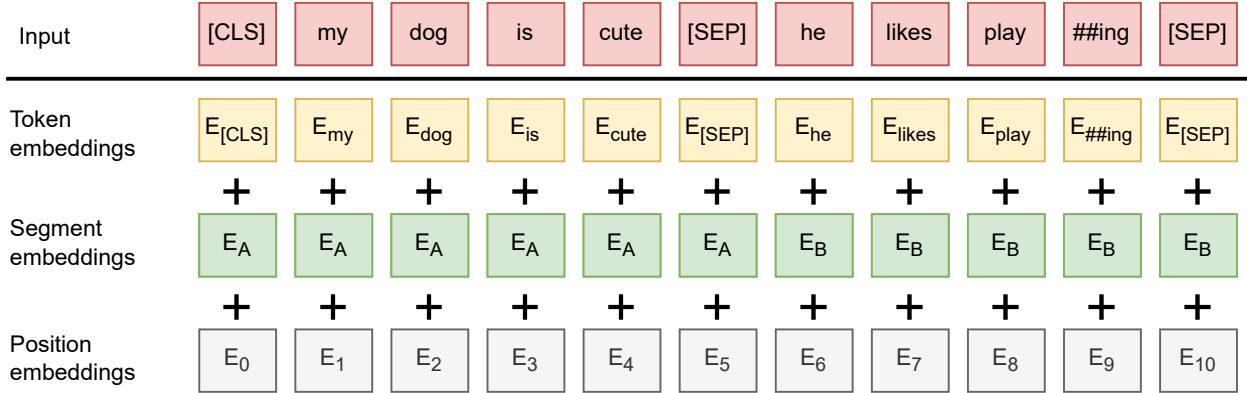 Input [CLS] my dog is cute [SEP] he likes play ##ing [SEP]
Token
embeddings
E[CLS] Emy Edog Eis Ecute E[SEP] Ehe Elikes Eplay E##ing E[SEP]
+ + + + + + + + + + +
Segment
embeddings
EA EA EA EA EA EA EB EB EB EB EB
+ + + + + + + + + + +
Position
embeddings
E0 E1 E2 E3 E4 E5 E6 E7 E8 E9 E10